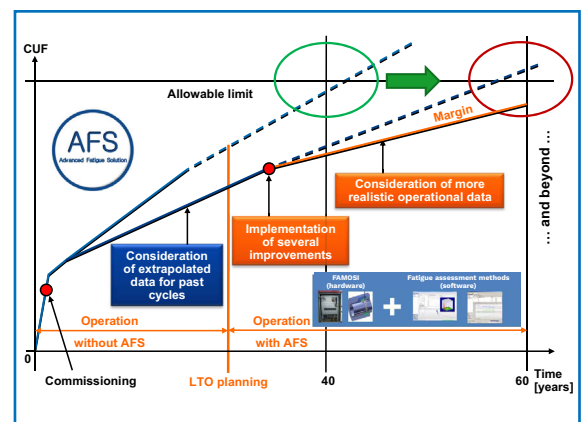 CUF
Allowable limit
AFS
Advanced Fatigue Solution
Margin
Consideration of more
realistic operational data
... and beyond ...
Implementation
of several
improvements
Consideration
of extrapolated
data for past
cycles
FAMOSI
(hardware)
+
Fatigue assessment methods
(software)
Operation
without AFS
Operation
with AFS
0
Commissioning
LTO planning
40
60
Time
[years]